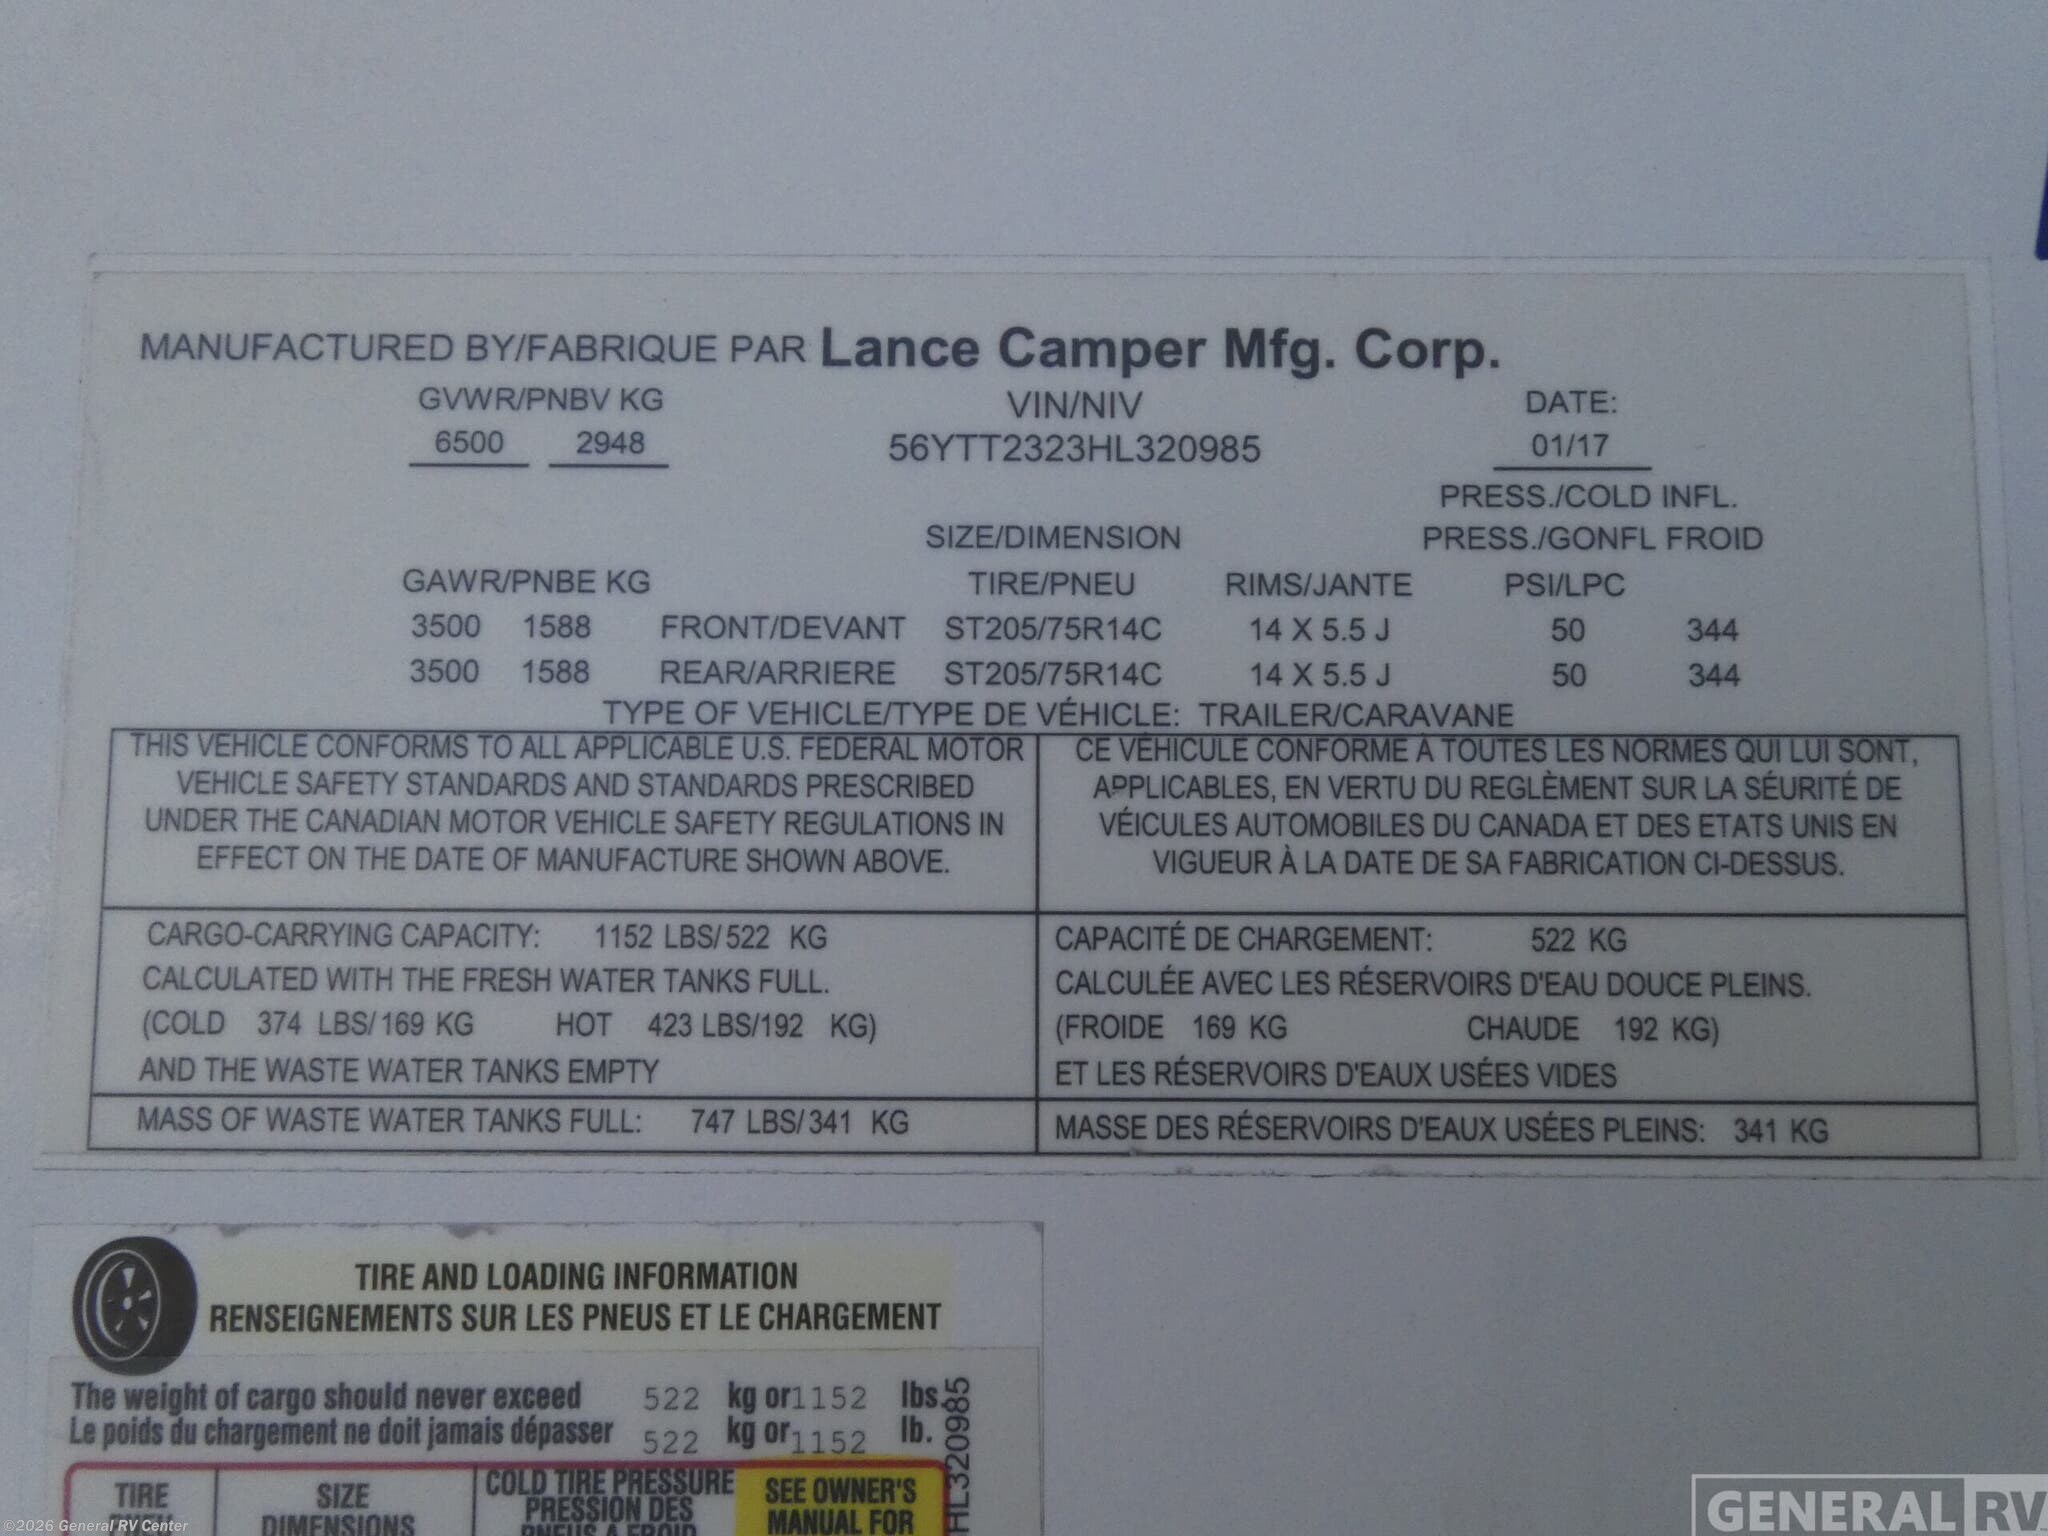 MANUFACTURED BY/FABRIQUE PAR Lance Camper Mfg. Corp.
GVWR/PNBV KG VIN/NIV DATE:
6500 2948 56YTT2323HL320985 01/17
PRESS./COLD INFL.
SIZE/DIMENSION PRESS./GONFL FROID
GAWR/PNBE KG TIRE/PNEU RIMS/JANTE PSI/LPC
3500 1588 FRONT/DEVANT ST205/75R14C 14 X 5.5 J 50 344
3500 1588 REAR/ARRIERE ST205/75R14C 14 X 5.5 J 50 344
TYPE OF VEHICLE/TYPE DE VÉHICLE: TRAILER/CARAVANE
THIS VEHICLE CONFORMS TO ALL APPLICABLE U.S. FEDERAL MOTOR
VEHICLE SAFETY STANDARDS AND STANDARDS PRESCRIBED
UNDER THE CANADIAN MOTOR VEHICLE SAFETY REGULATIONS IN
EFFECT ON THE DATE OF MANUFACTURE SHOWN ABOVE.
CE VÉHICULE CONFORME À TOUTES LES NORMES QUI LUI SONT,
APPLICABLES, EN VERTU DU REGLÈMENT SUR LA SÉURITÉ DE
VÉICULES AUTOMOBILES DU CANADA ET DES ETATS UNIS EN
VIGUEUR À LA DATE DE SA FABRICATION CI-DESSUS.
CARGO-CARRYING CAPACITY: 1152 LBS/ 522 KG
CALCULATED WITH THE FRESH WATER TANKS FULL.
(COLD 374 LBS/ 169 KG HOT 423 LBS/192 KG)
AND THE WASTE WATER TANKS EMPTY
CAPACITÉ DE CHARGEMENT: 522 KG
CALCULÉE AVEC LES RÉSERVOIRS D'EAU DOUCE PLEINS.
(FROIDE 169 KG CHAUDE 192 KG)
ET LES RÉSERVOIRS D'EAUX USÉES VIDES
MASS OF WASTE WATER TANKS FULL: 747 LBS/ 341 KG
MASSE DES RÉSERVOIRS D'EAUX USÉES PLEINS: 341 KG
TIRE AND LOADING INFORMATION
RENSEIGNEMENTS SUR LES PNEUS ET LE CHARGEMENT
The weight of cargo should never exceed 522 kg or 1152 lbs.
Le poids du chargement ne doit jamais dépasser 522 kg or 1152 lb.
HL320985
TIRE
SIZE
DIMENSIONS
COLD TIRE PRESSURE
PRESSION DES
PNEUS A FROID
SEE OWNER'S
MANUAL FOR
©2026 General RV Center
GENERAL RV